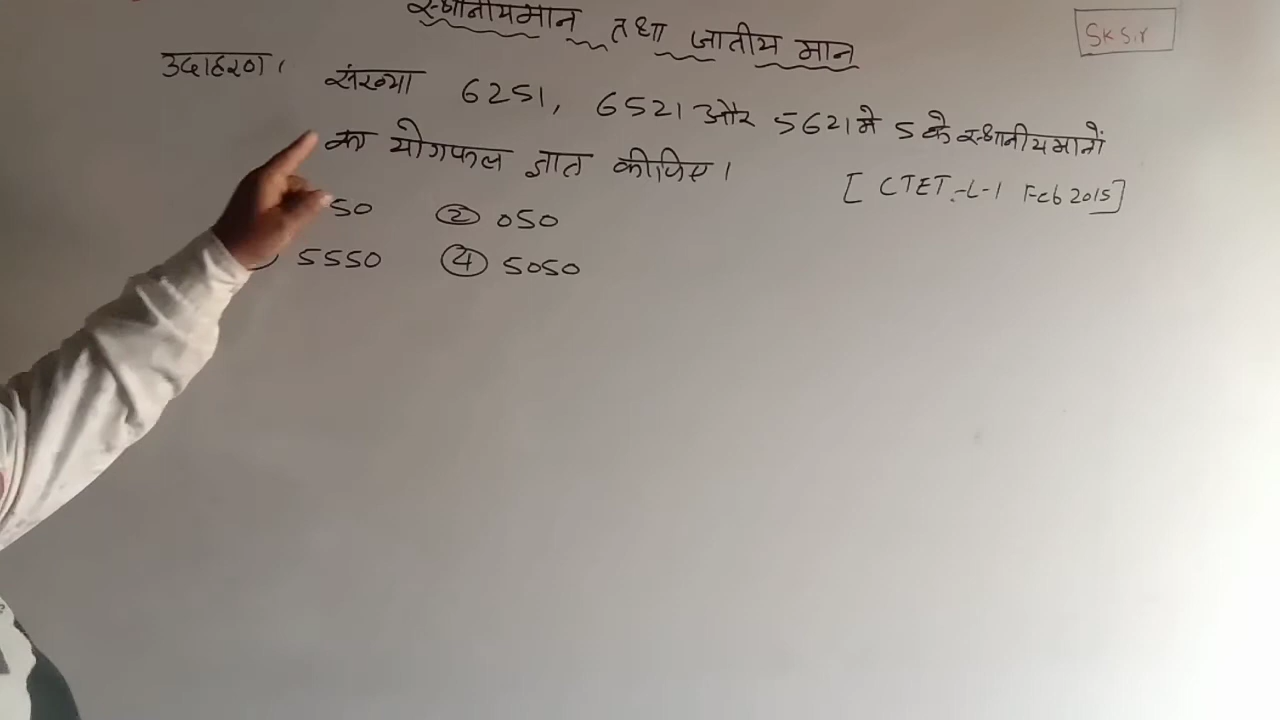 स्थानीयमान तथा जातीय मान
SK Sir
उदाहरण। संख्या 6251, 6521 और 5621 मे 5 के स्थानीयमानों
का योगफल ज्ञात कीजिए।
[CTET-L-1 Feb 2015]
50 ② 050
5550 ④ 5050